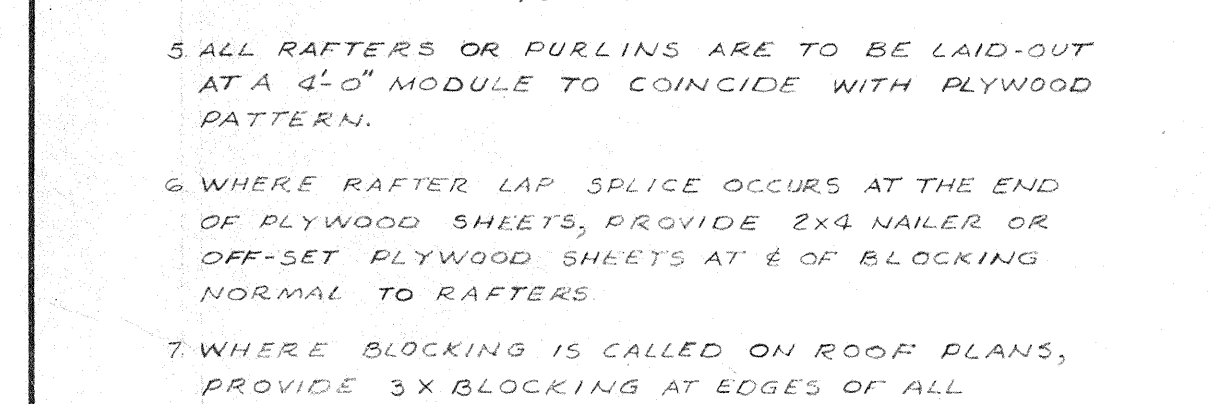 5. ALL RAFTERS OR PURLINS ARE TO BE LAID-OUT
AT A 4'-0" MODULE TO COINCIDE WITH PLYWOOD
PATTERN.
6 WHERE RAFTER LAP SPLICE OCCURS AT THE END
OF PLYWOOD SHEETS, PROVIDE 2x4 NAILER OR
OFF-SET PLYWOOD SHEETS AT ₵ OF BLOCKING
NORMAL TO RAFTERS.
7. WHERE BLOCKING IS CALLED ON ROOF PLANS,
PROVIDE 3 X BLOCKING AT EDGES OF ALL